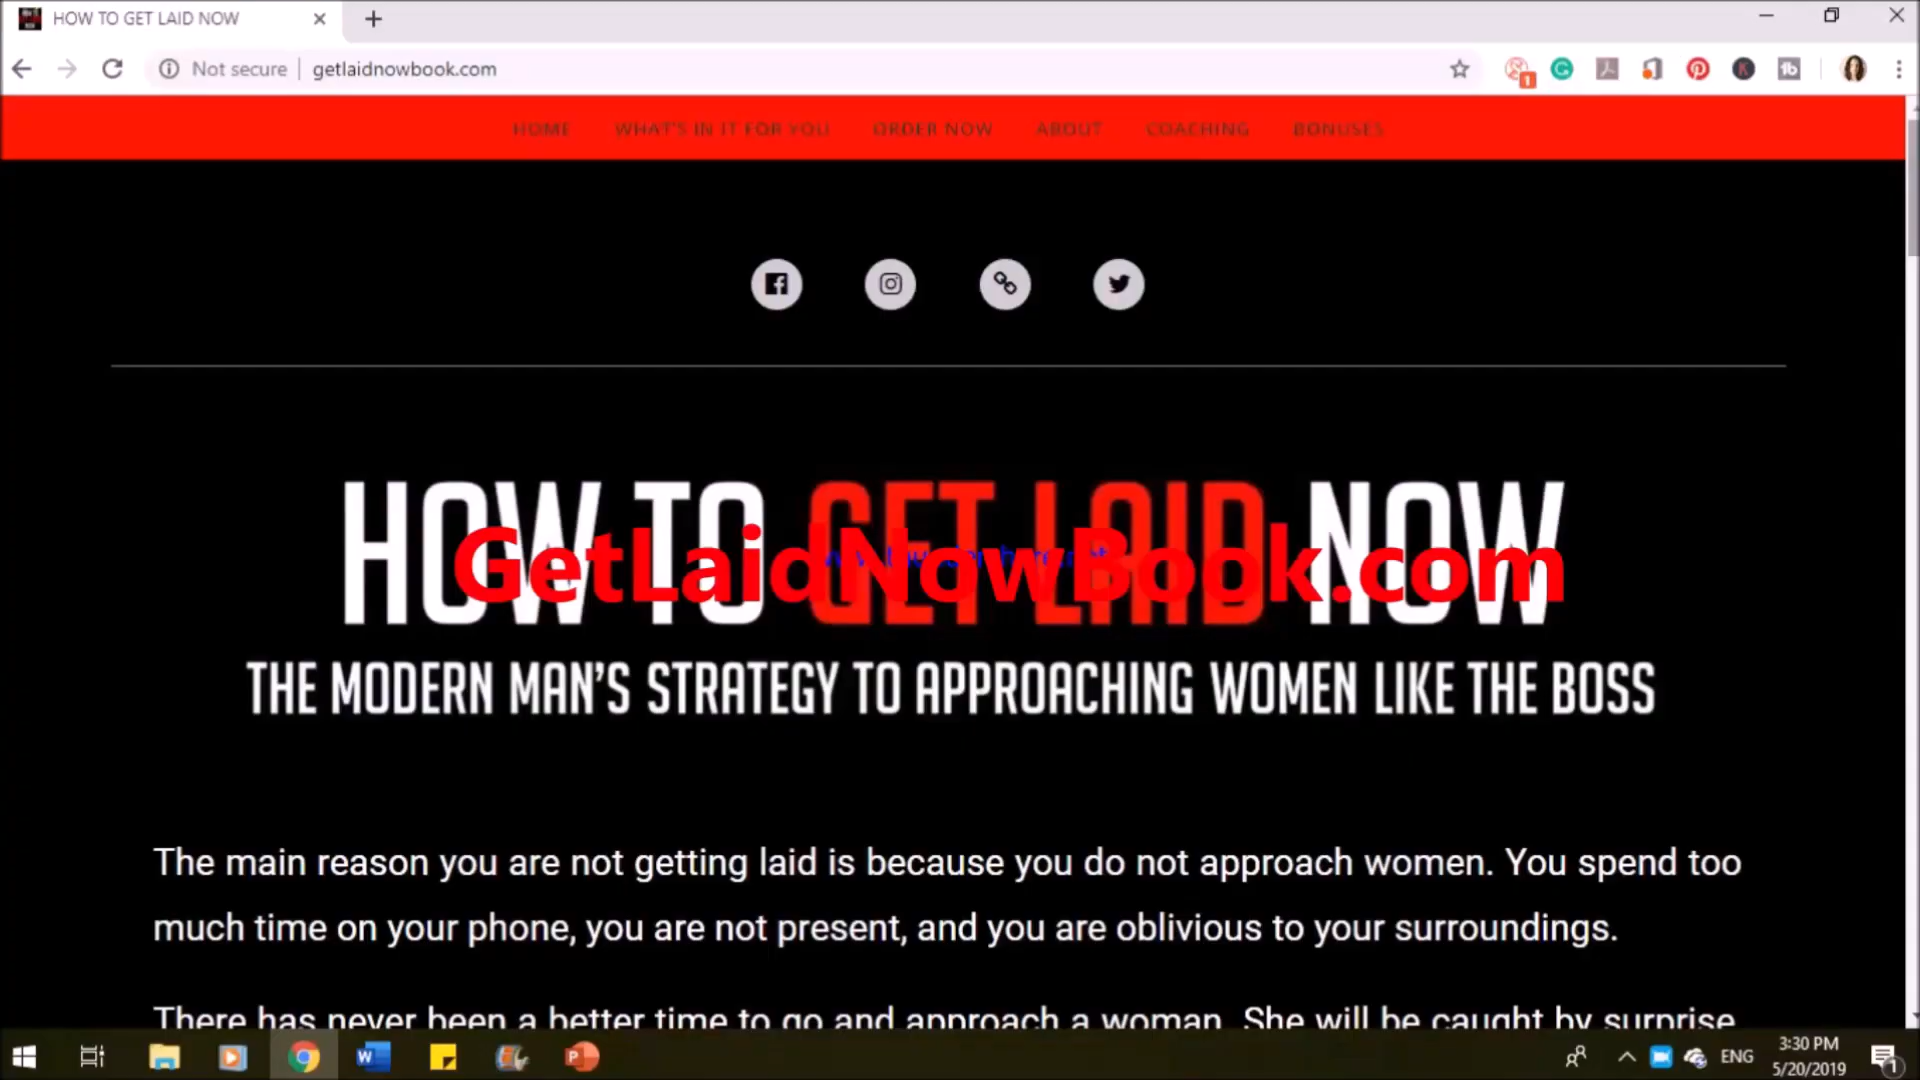 HOW TO GET LAID NOW
Not secure
getlaidnowbook.com
1
HOME
WHAT'S IN IT FOR YOU
ORDER NOW
ABOUT
COACHING
BONUSES
HOW TO GET LAID NOW
GetLaidNowBook.com
THE MODERN MAN'S STRATEGY TO APPROACHING WOMEN LIKE THE BOSS
The main reason you are not getting laid is because you do not approach women. You spend too
much time on your phone, you are not present, and you are oblivious to your surroundings.
There has never been a better time to go and approach a woman. She will be caught by surprise
ENG
3:30 PM
5/20/2019
1